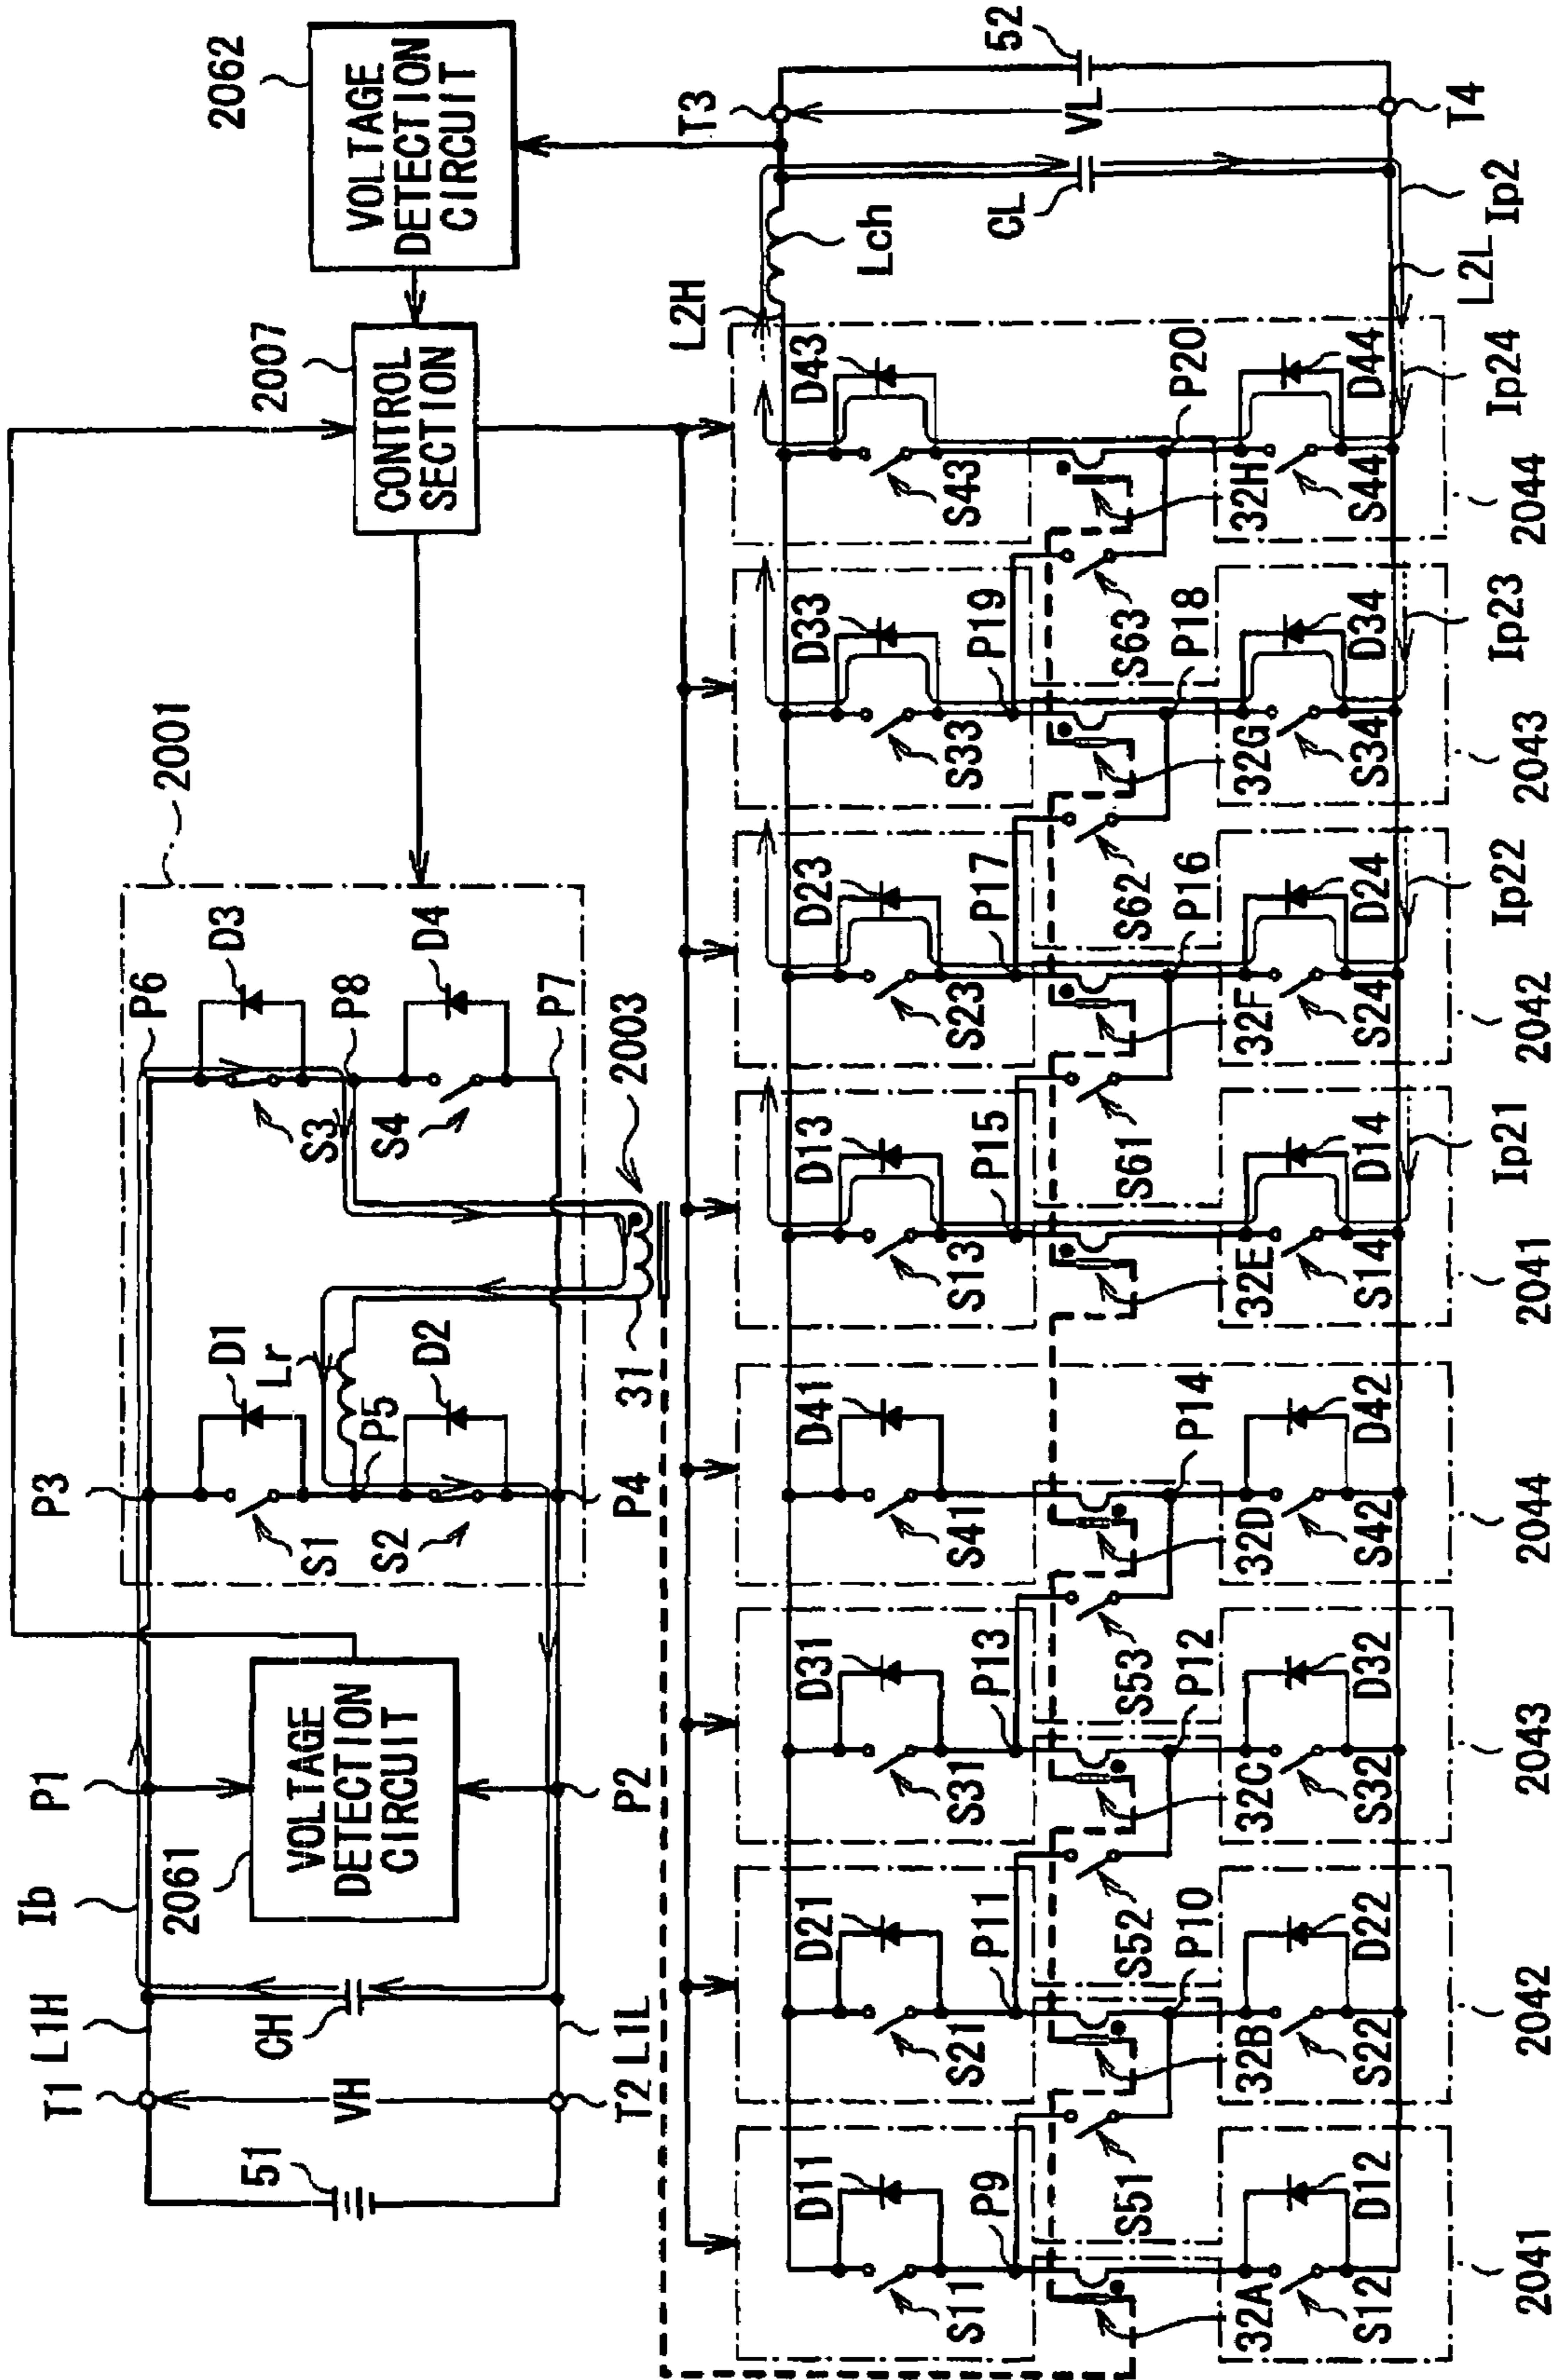 T1
L1H
Ib
P1
P3
P6
2001
2007
CONTROL
SECTION
2062
VOLTAGE
DETECTION
CIRCUIT
51
VH
CH
2061
VOLTAGE
DETECTION
CIRCUIT
S1
D1
Lr
S3
D3
P8
S2
P5
D2
S4
D4
T2
L1L
P2
P4
31
2003
P7
L2H
Lch
T3
52
CL
VL
T4
D11
D21
D31
D41
D13
D23
D33
D43
S11
S21
S31
S41
S13
S23
S33
S43
P9
P11
P13
P15
P17
P19
32A
S51
32B
S52
32C
S53
32D
32E
S61
32F
S62
32G
S63
32H
P10
P12
P14
P16
P18
P20
S12
D12
S22
D22
S32
D32
S42
D42
S14
D14
S24
D24
S34
D34
S44
D44
L2L
Ip2
2041
2042
2043
2044
2041
Ip21
2042
Ip22
2043
Ip23
2044
Ip24